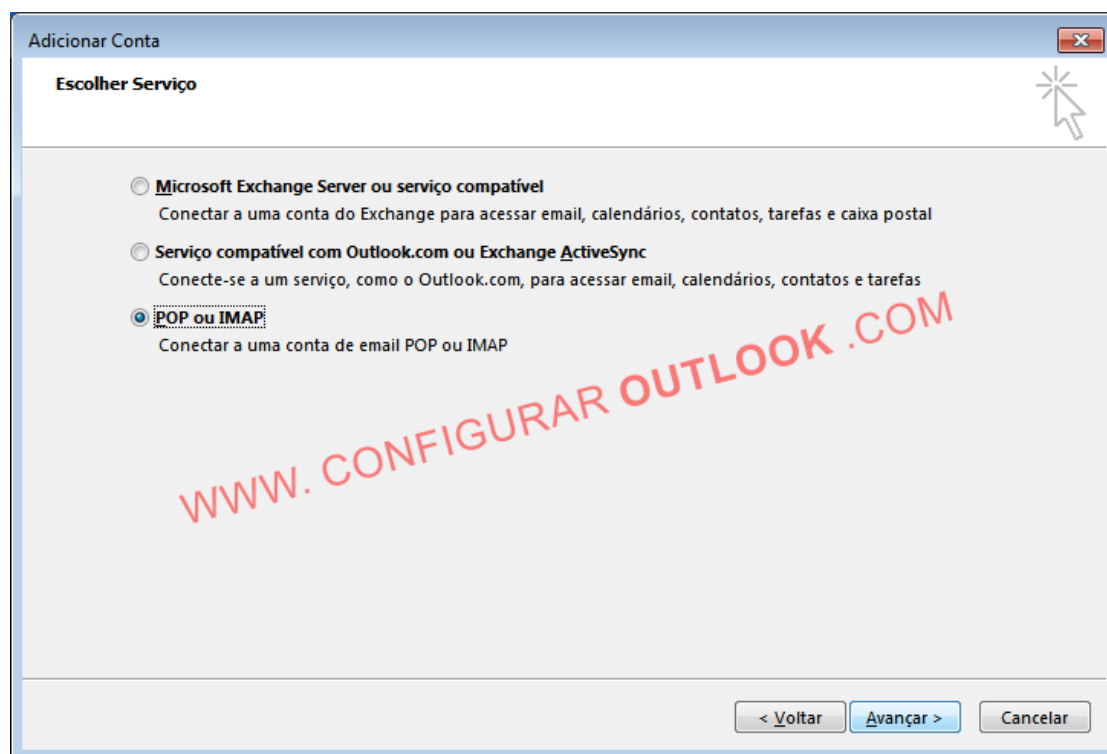 Adicionar Conta
Escolher Serviço
Microsoft Exchange Server ou serviço compatível
Conectar a uma conta do Exchange para acessar email, calendários, contatos, tarefas e caixa postal
Serviço compatível com Outlook.com ou Exchange ActiveSync
Conecte-se a um serviço, como o Outlook.com, para acessar email, calendários, contatos e tarefas
POP ou IMAP
Conectar a uma conta de email POP ou IMAP
WWW. CONFIGURAR OUTLOOK .COM
< Voltar Avançar > Cancelar